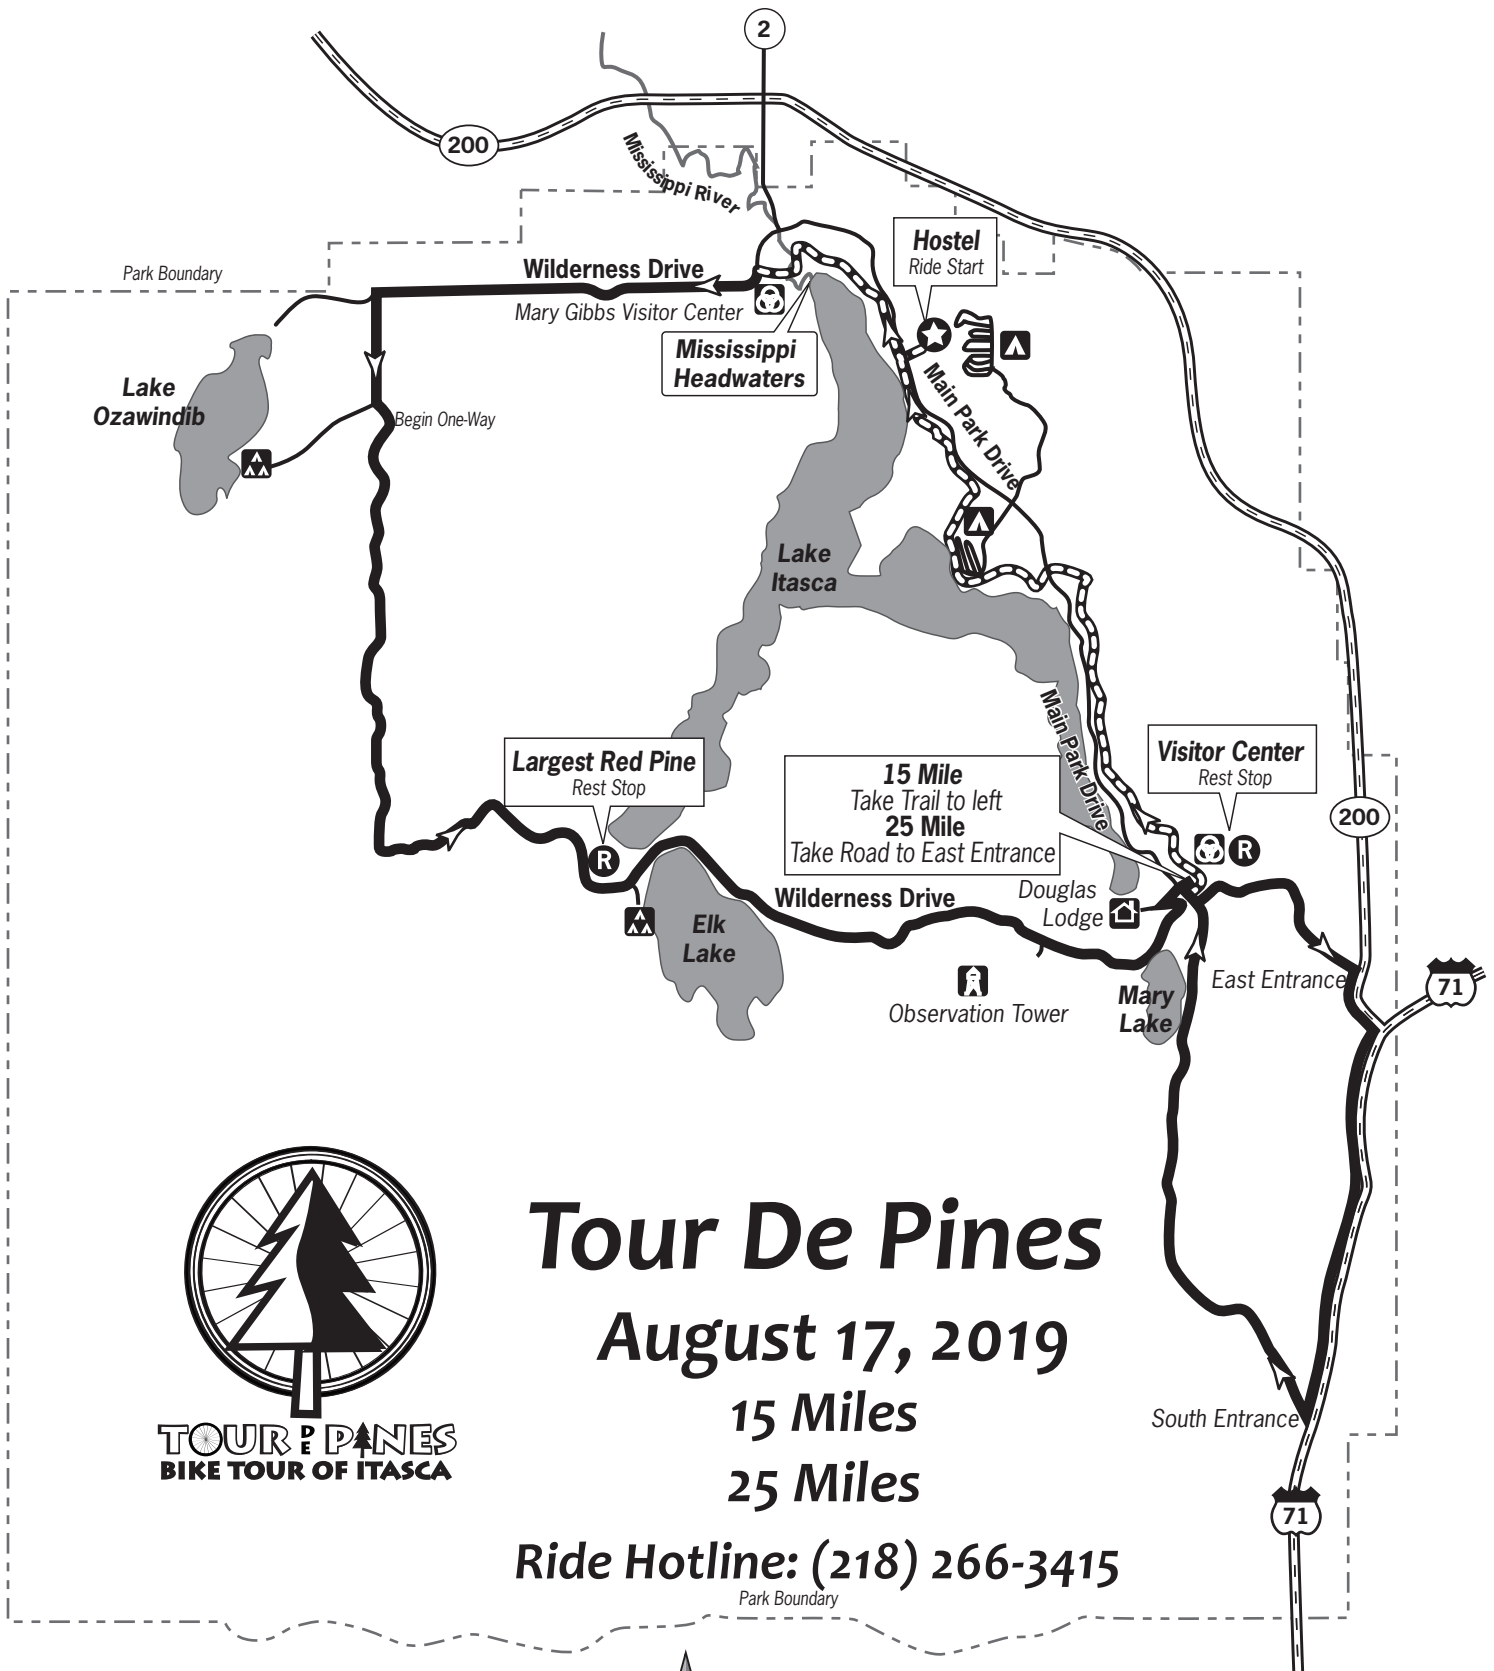 2
200
Mississippi River
Hostel
Ride Start
Park Boundary
Wilderness Drive
Mary Gibbs Visitor Center
Mississippi
Headwaters
Main Park Drive
Lake
Ozawindib
Begin One-Way
Lake
Itasca
Main Park Drive
Largest Red Pine
Rest Stop
R
15 Mile
Take Trail to left
25 Mile
Take Road to East Entrance
Visitor Center
Rest Stop
200
R
Wilderness Drive
Douglas
Lodge
Elk
Lake
East Entrance
71
Observation Tower
Mary
Lake
Tour De Pines
August 17, 2019
15 Miles
25 Miles
South Entrance
TOUR DE PINES
BIKE TOUR OF ITASCA
71
Ride Hotline: (218) 266-3415
Park Boundary